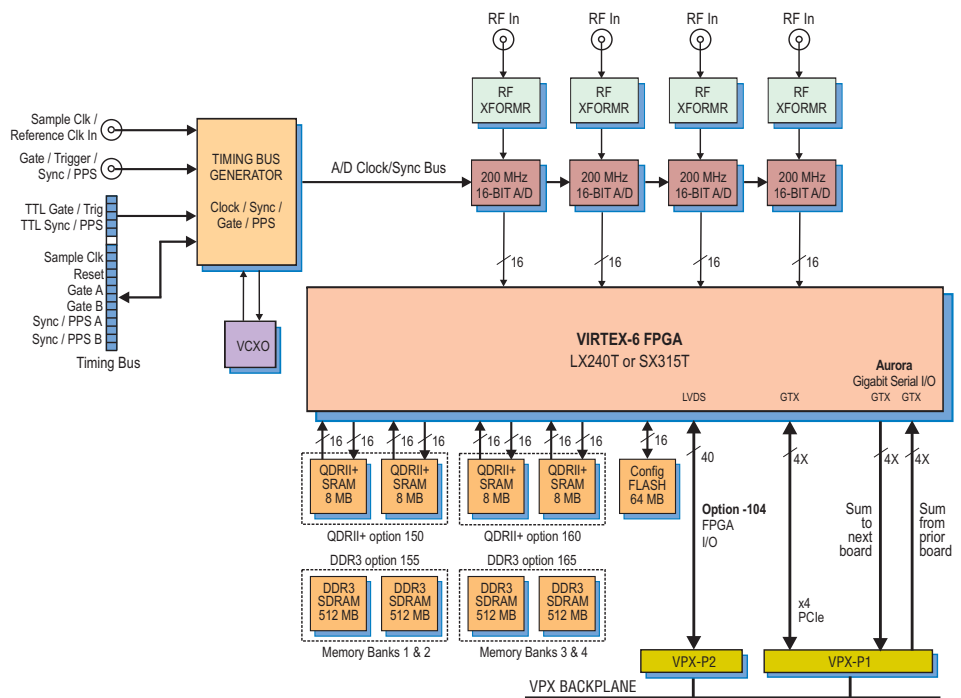 RF In
RF In
RF In
RF In
RF
XFORMR
RF
XFORMR
RF
XFORMR
RF
XFORMR
Sample Clk /
Reference Clk In
Gate / Trigger /
Sync / PPS
TTL Gate / Trig
TTL Sync / PPS
Sample Clk
Reset
Gate A
Gate B
Sync / PPS A
Sync / PPS B
Timing Bus
TIMING BUS
GENERATOR
Clock / Sync /
Gate / PPS
VCXO
A/D Clock/Sync Bus
200 MHz
16-BIT A/D
200 MHz
16-BIT A/D
200 MHz
16-BIT A/D
200 MHz
16-BIT A/D
16
16
16
16
VIRTEX-6 FPGA
LX240T or SX315T
Aurora
Gigabit Serial I/O
LVDS
GTX
GTX
GTX
16
16
16
16
16
16
16
16
16
40
4X
4X
4X
QDRII+
SRAM
8 MB
QDRII+
SRAM
8 MB
QDRII+
SRAM
8 MB
QDRII+
SRAM
8 MB
Config
FLASH
64 MB
QDRII+ option 150
QDRII+ option 160
DDR3 option 155
DDR3 option 165
DDR3
SDRAM
512 MB
DDR3
SDRAM
512 MB
DDR3
SDRAM
512 MB
DDR3
SDRAM
512 MB
Memory Banks 1 & 2
Memory Banks 3 & 4
Option -104
FPGA
I/O
x4
PCIe
Sum
to
next
board
Sum
from
prior
board
VPX-P2
VPX-P1
VPX BACKPLANE